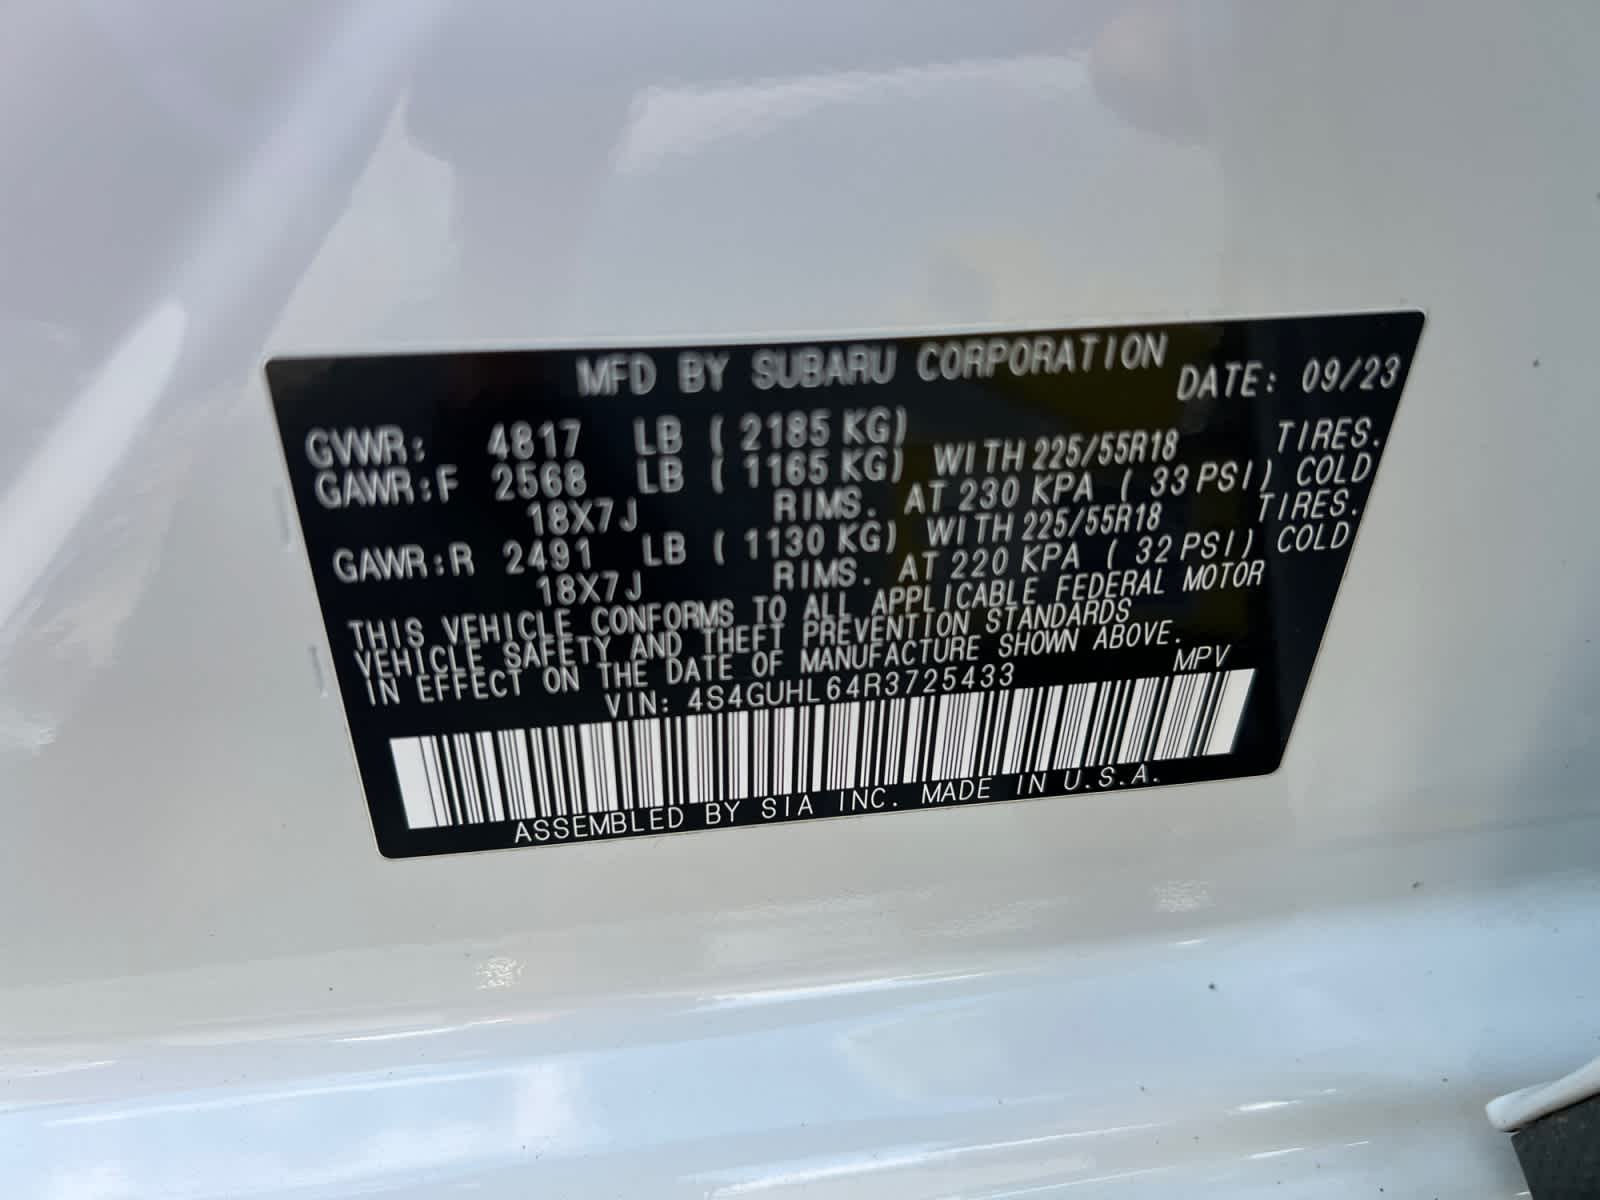 MFD BY SUBARU CORPORATION DATE: 09/23
GVWR: 4817 LB ( 2185 KG)
GAWR:F 2568 LB ( 1165 KG) WITH 225/55R18 TIRES.
18X7J RIMS. AT 230 KPA ( 33 PSI) COLD
GAWR:R 2491 LB ( 1130 KG) WITH 225/55R18 TIRES.
18X7J RIMS. AT 220 KPA ( 32 PSI) COLD
THIS VEHICLE CONFORMS TO ALL APPLICABLE FEDERAL MOTOR
VEHICLE SAFETY AND THEFT PREVENTION STANDARDS
IN EFFECT ON THE DATE OF MANUFACTURE SHOWN ABOVE.
VIN: 4S4GUHL64R3725433 MPV
ASSEMBLED BY SIA INC. MADE IN U.S.A.